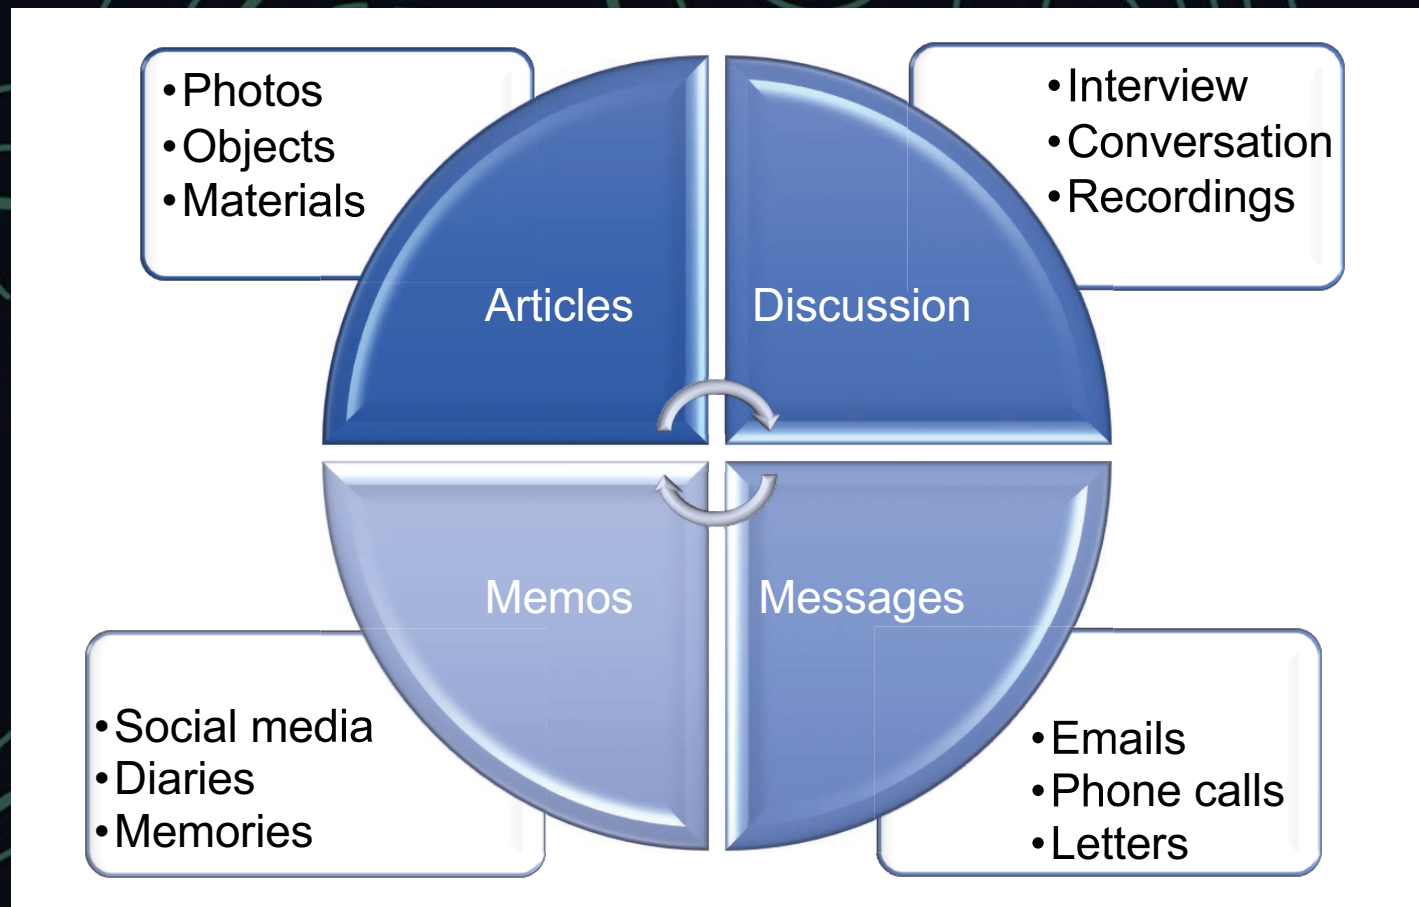 •Photos
•Objects
•Materials
•Interview
•Conversation
•Recordings
Articles
Discussion
Memos
Messages
•Social media
•Diaries
•Memories
•Emails
•Phone calls
•Letters